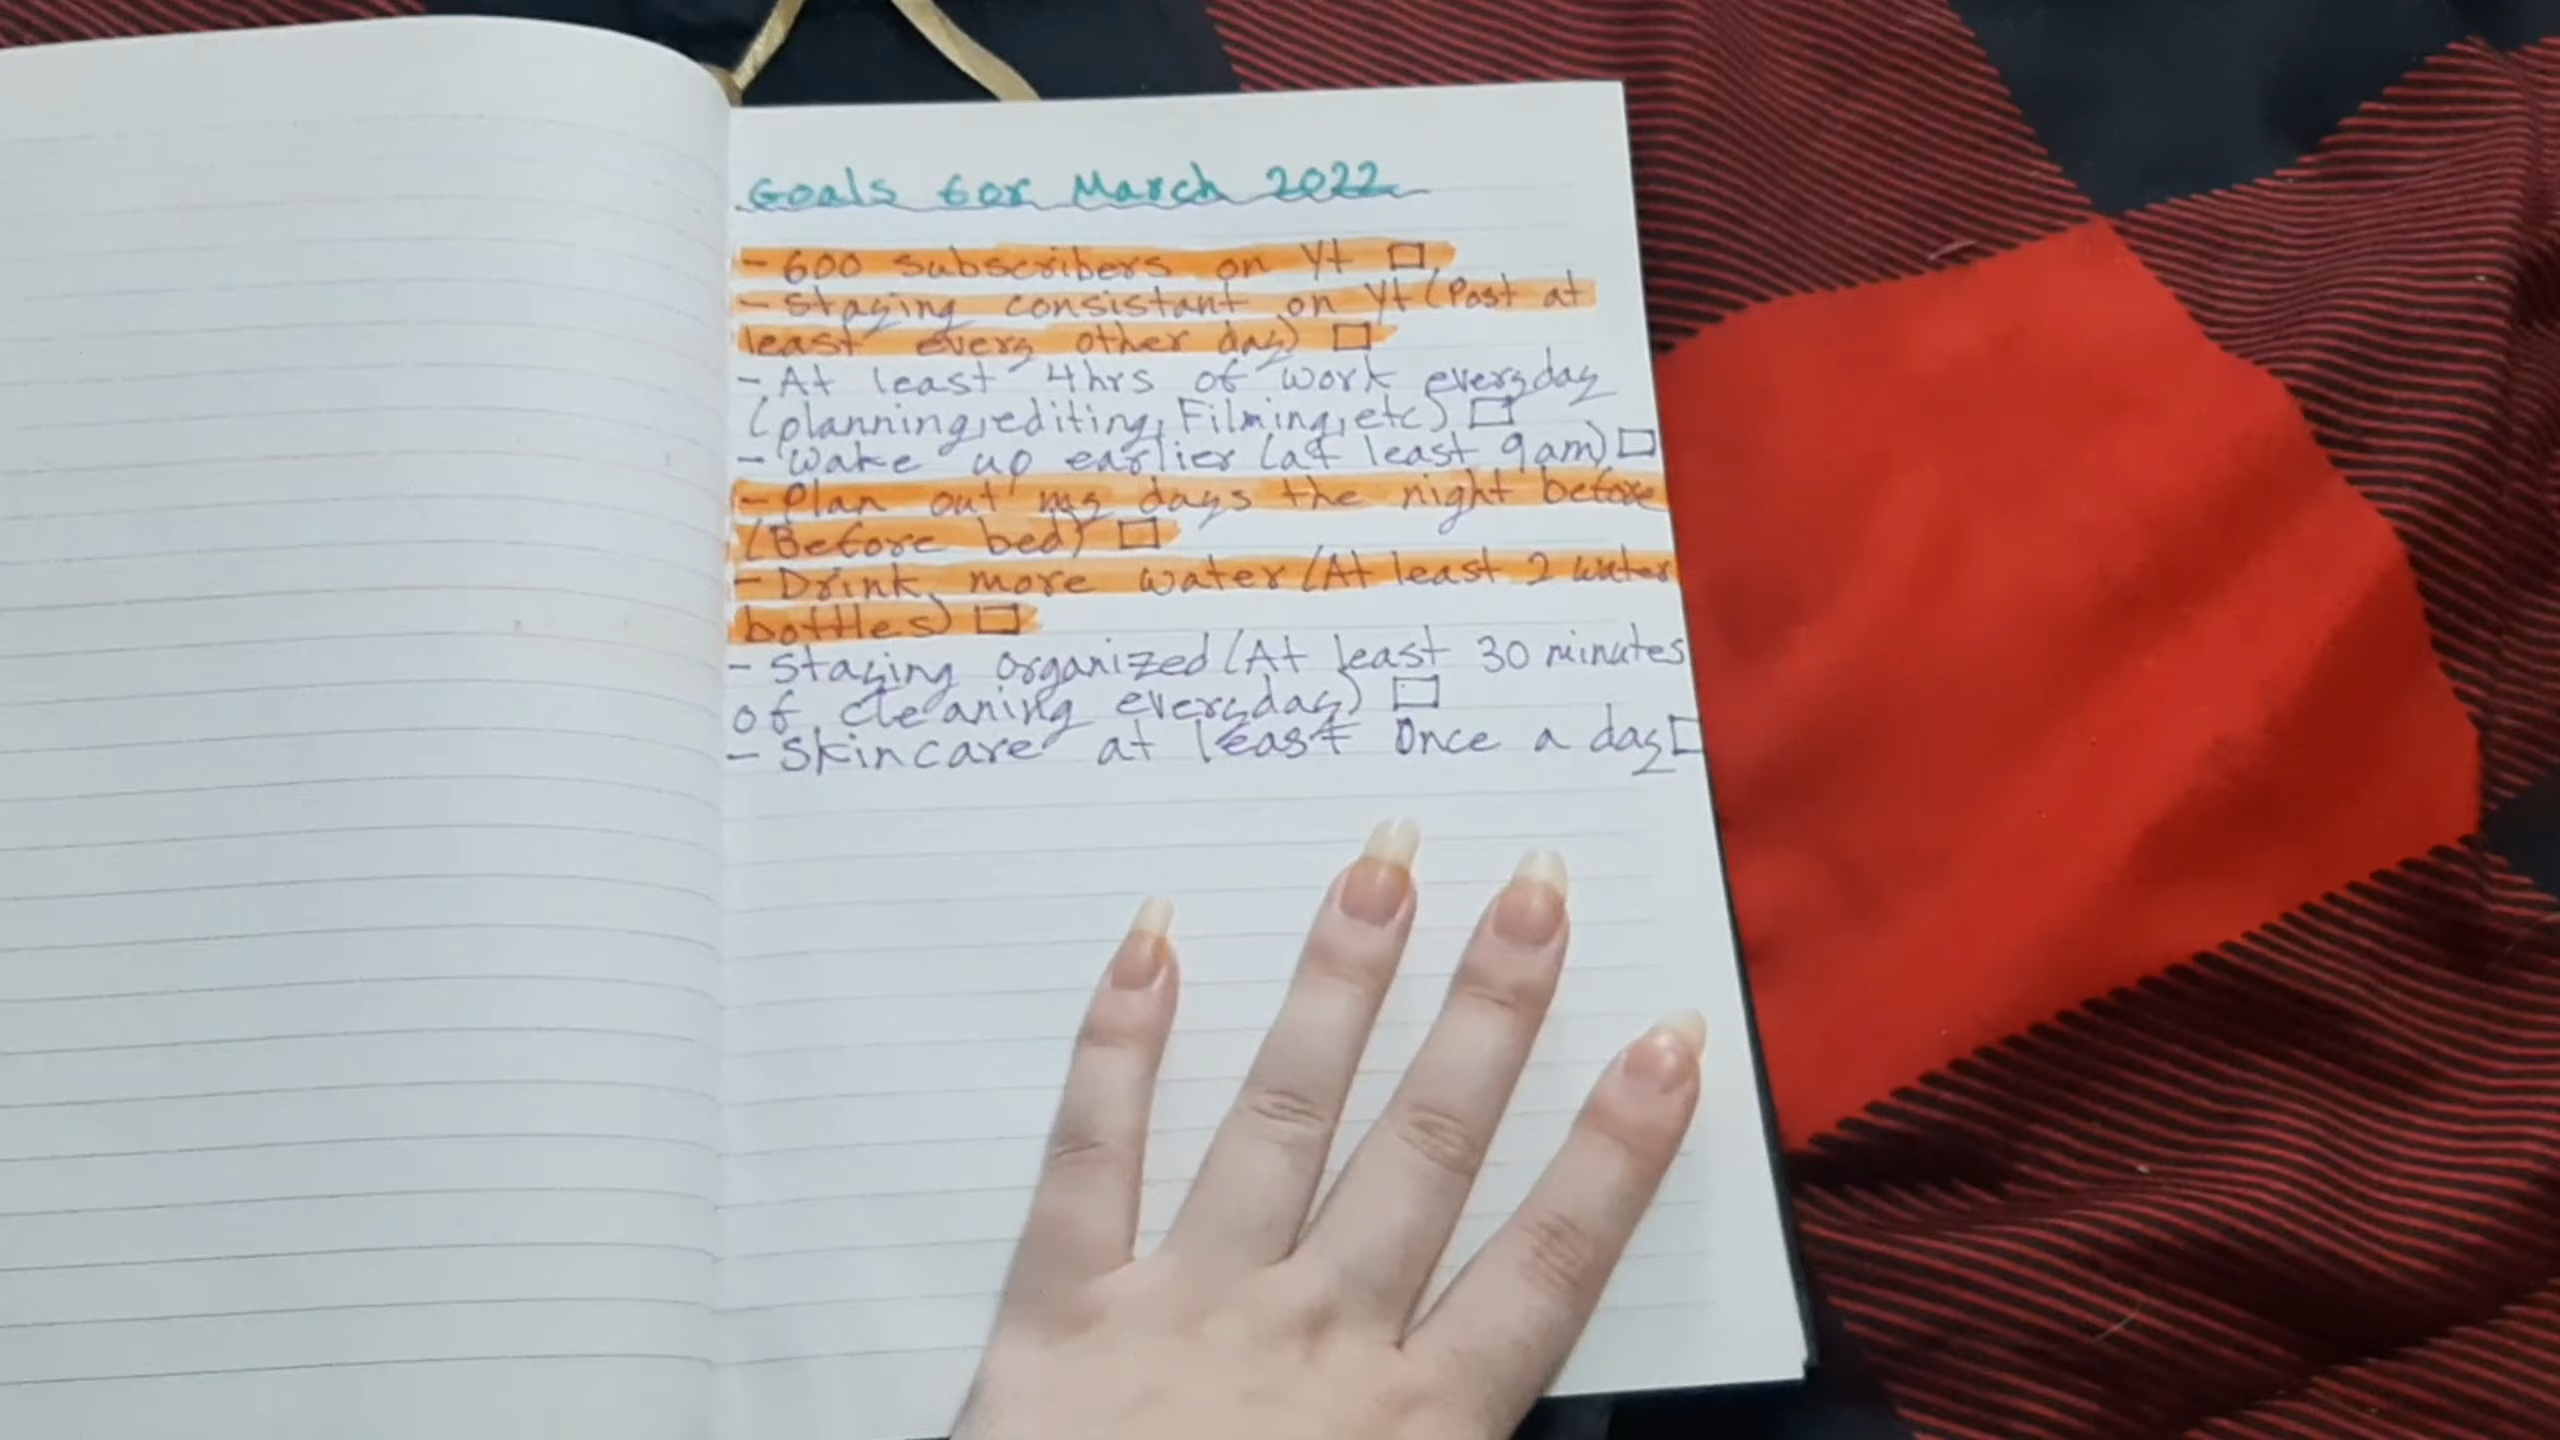 Goals for March 2022
- 600 subscribers on Yt
- Staying consistant on Yt (Post at
least every other day)
- At least 4hrs of work everyday
(planning, editing, Filming, etc)
- Wake up earlier (at least 9am)
- Plan out my days the night before
(Before bed)
- Drink more water (At least 2 water
bottles)
- Staying organized (At least 30 minutes
of cleaning everyday)
- Skincare at least Once a day